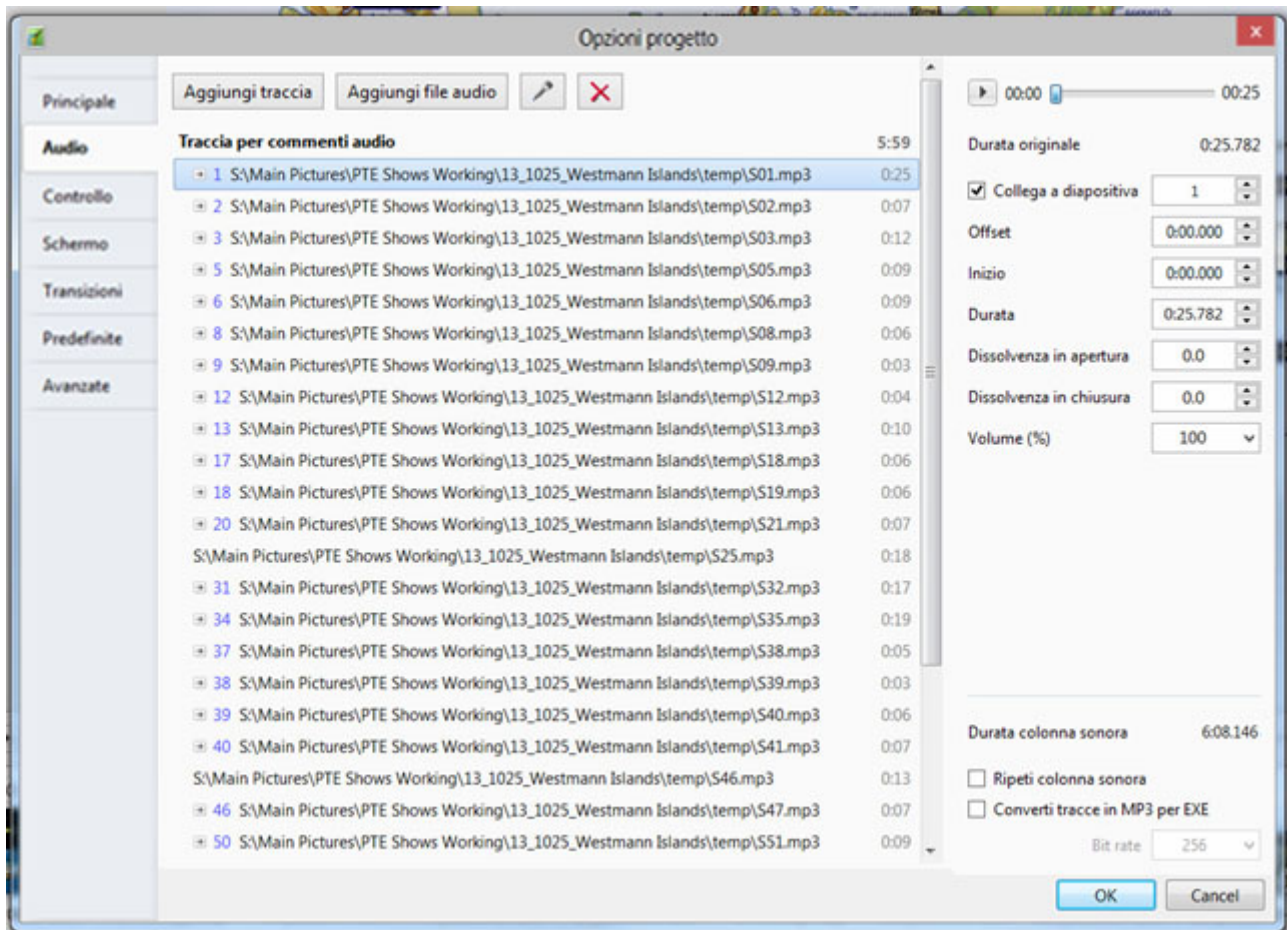 Opzioni progetto
Principale
Audio
Controllo
Schermo
Transizioni
Predefinite
Avanzate
Aggiungi traccia Aggiungi file audio
Traccia per commenti audio 5:59
1 S:\Main Pictures\PTE Shows Working\13_1025_Westmann Islands\temp\S01.mp3 0:25
2 S:\Main Pictures\PTE Shows Working\13_1025_Westmann Islands\temp\S02.mp3 0:07
3 S:\Main Pictures\PTE Shows Working\13_1025_Westmann Islands\temp\S03.mp3 0:12
5 S:\Main Pictures\PTE Shows Working\13_1025_Westmann Islands\temp\S05.mp3 0:09
6 S:\Main Pictures\PTE Shows Working\13_1025_Westmann Islands\temp\S06.mp3 0:09
8 S:\Main Pictures\PTE Shows Working\13_1025_Westmann Islands\temp\S08.mp3 0:06
9 S:\Main Pictures\PTE Shows Working\13_1025_Westmann Islands\temp\S09.mp3 0:03
12 S:\Main Pictures\PTE Shows Working\13_1025_Westmann Islands\temp\S12.mp3 0:04
13 S:\Main Pictures\PTE Shows Working\13_1025_Westmann Islands\temp\S13.mp3 0:10
17 S:\Main Pictures\PTE Shows Working\13_1025_Westmann Islands\temp\S18.mp3 0:06
18 S:\Main Pictures\PTE Shows Working\13_1025_Westmann Islands\temp\S19.mp3 0:06
20 S:\Main Pictures\PTE Shows Working\13_1025_Westmann Islands\temp\S21.mp3 0:07
S:\Main Pictures\PTE Shows Working\13_1025_Westmann Islands\temp\S25.mp3 0:18
31 S:\Main Pictures\PTE Shows Working\13_1025_Westmann Islands\temp\S32.mp3 0:17
34 S:\Main Pictures\PTE Shows Working\13_1025_Westmann Islands\temp\S35.mp3 0:19
37 S:\Main Pictures\PTE Shows Working\13_1025_Westmann Islands\temp\S38.mp3 0:05
38 S:\Main Pictures\PTE Shows Working\13_1025_Westmann Islands\temp\S39.mp3 0:03
39 S:\Main Pictures\PTE Shows Working\13_1025_Westmann Islands\temp\S40.mp3 0:06
40 S:\Main Pictures\PTE Shows Working\13_1025_Westmann Islands\temp\S41.mp3 0:07
S:\Main Pictures\PTE Shows Working\13_1025_Westmann Islands\temp\S46.mp3 0:13
46 S:\Main Pictures\PTE Shows Working\13_1025_Westmann Islands\temp\S47.mp3 0:07
50 S:\Main Pictures\PTE Shows Working\13_1025_Westmann Islands\temp\S51.mp3 0:09
00:00 00:25
Durata originale 0:25.782
Collega a diapositiva 1
Offset 0:00.000
Inizio 0:00.000
Durata 0:25.782
Dissolvenza in apertura 0.0
Dissolvenza in chiusura 0.0
Volume (%) 100
Durata colonna sonora 6:08.146
Ripeti colonna sonora
Converti tracce in MP3 per EXE
Bit rate 256
OK Cancel